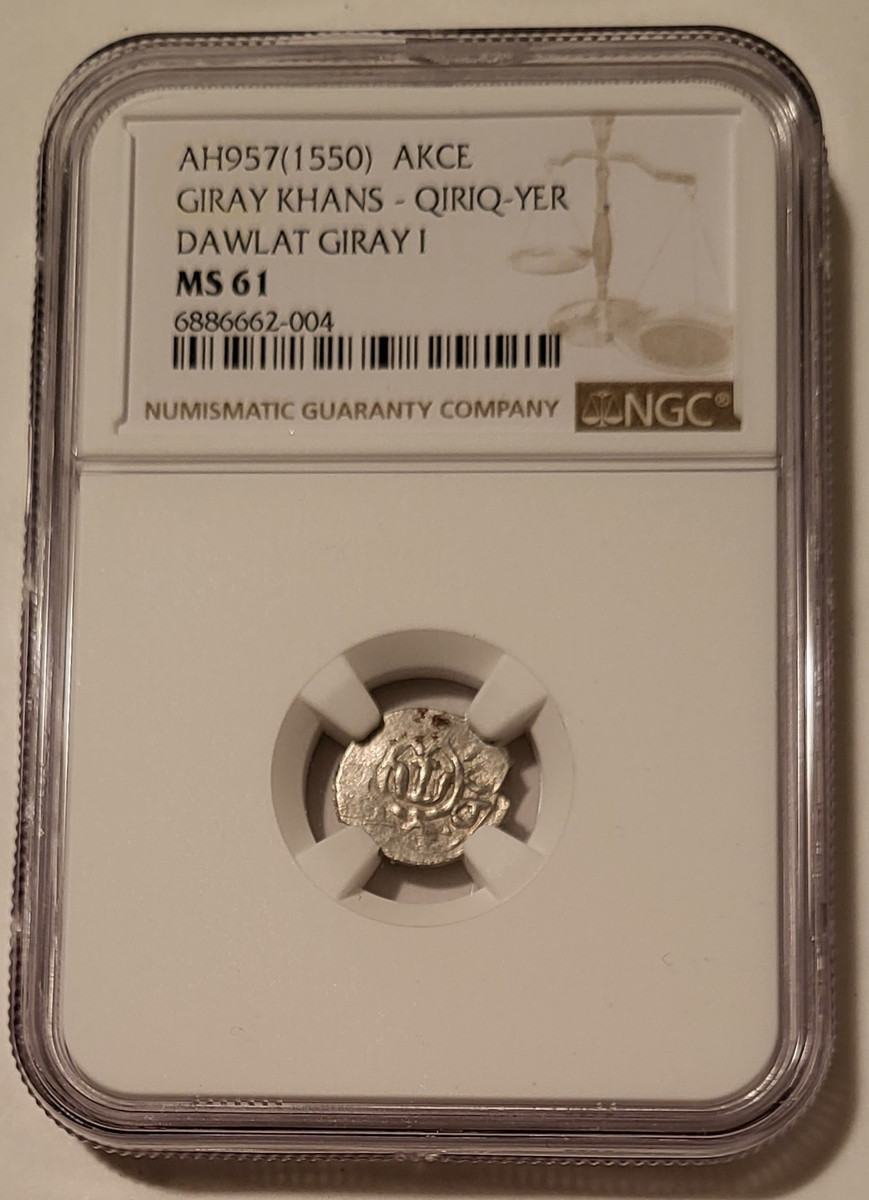 AH957(1550) AKCE
GIRAY KHANS - QIRIQ-YER
DAWLAT GIRAY I
MS 61
6886662-004
NUMISMATIC GUARANTY COMPANY NGC®